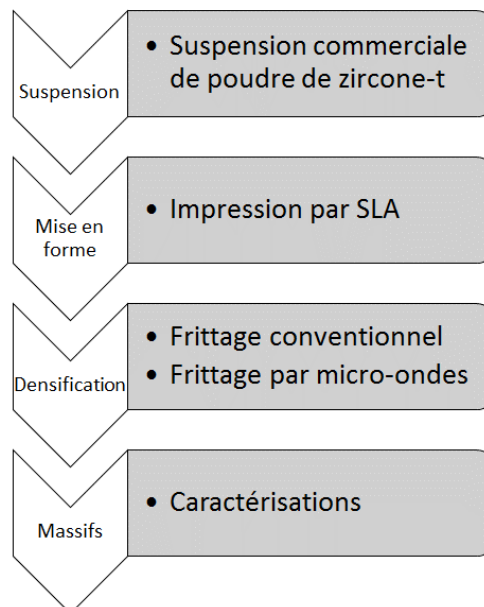 Suspension
• Suspension commerciale
de poudre de zircone-t
Mise en
forme
• Impression par SLA
Densification
• Frittage conventionnel
• Frittage par micro-ondes
Massifs
• Caractérisations